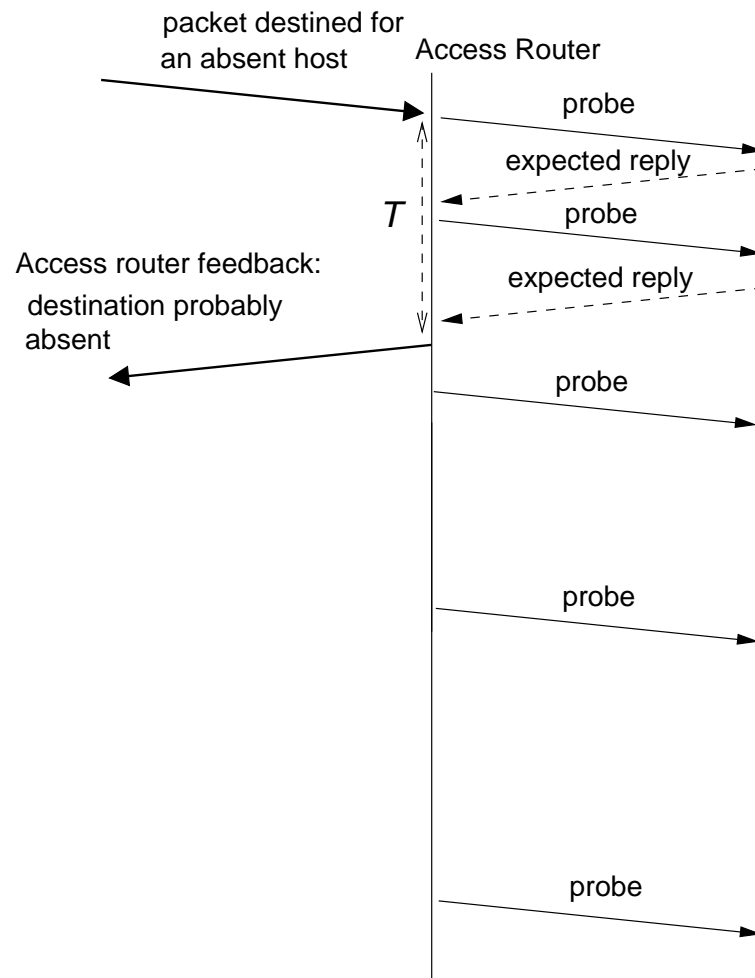 packet destined for
an absent host
Access Router
probe
expected reply
T
probe
Access router feedback:
expected reply
destination probably
absent
probe
probe
probe